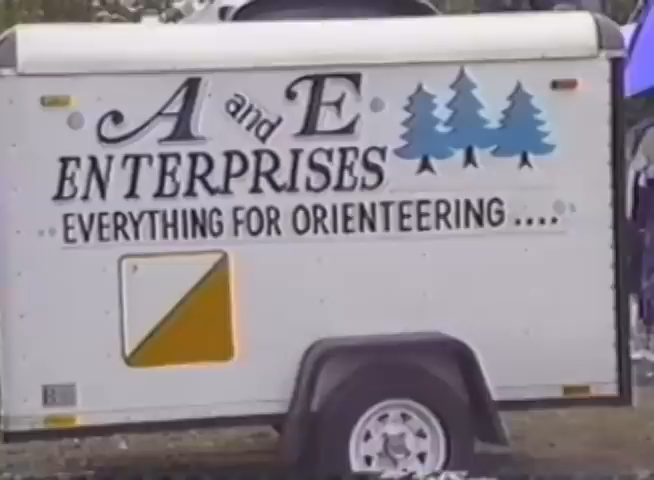 A and E
ENTERPRISES
EVERYTHING FOR ORIENTEERING ....